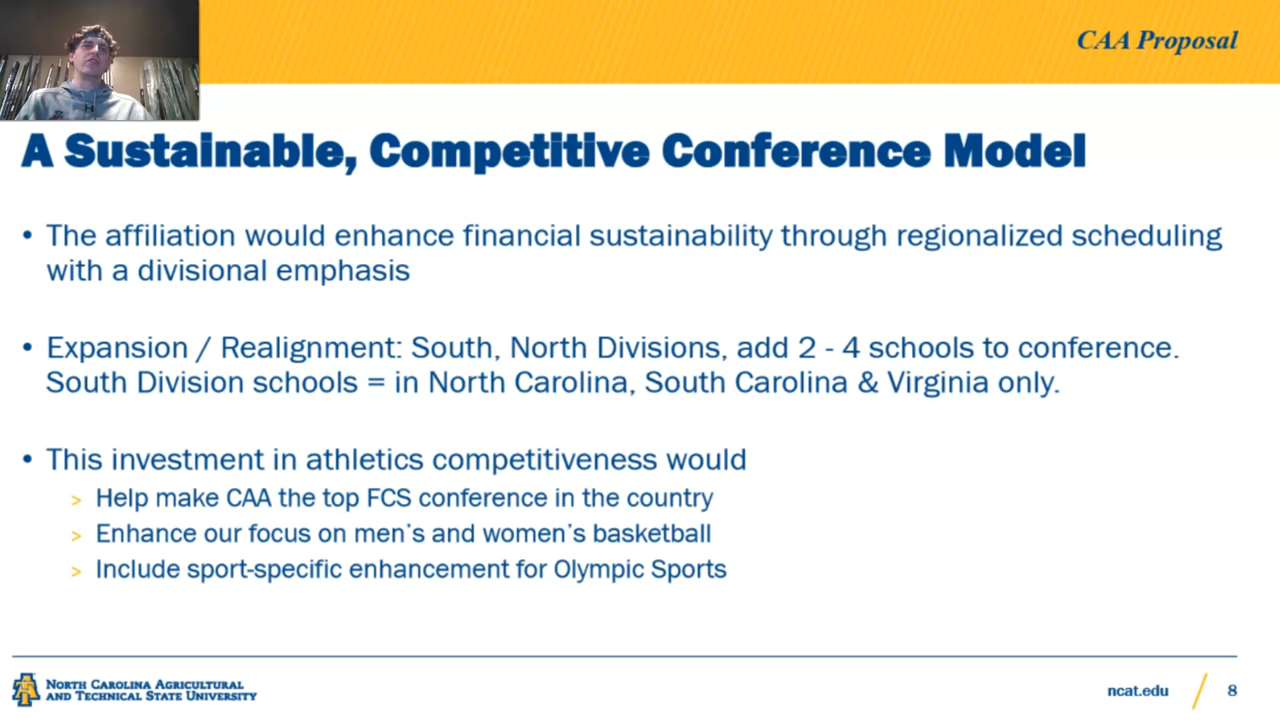 CAA Proposal
A Sustainable, Competitive Conference Model
• The affiliation would enhance financial sustainability through regionalized scheduling
with a divisional emphasis
• Expansion / Realignment: South, North Divisions, add 2 - 4 schools to conference.
South Division schools = in North Carolina, South Carolina & Virginia only.
• This investment in athletics competitiveness would
> Help make CAA the top FCS conference in the country
> Enhance our focus on men's and women's basketball
> Include sport-specific enhancement for Olympic Sports
NORTH CAROLINA AGRICULTURAL
AND TECHNICAL STATE UNIVERSITY
ncat.edu / 8